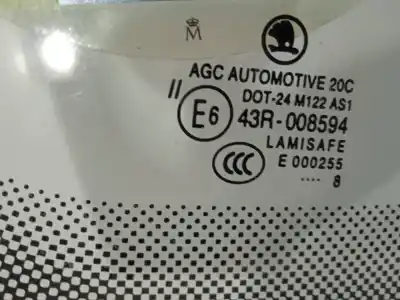 M
AGC AUTOMOTIVE 20C
DOT-24 M122 AS1
II
E6 43R-008594
LAMISAFE
CCC
E 000255
.... 8